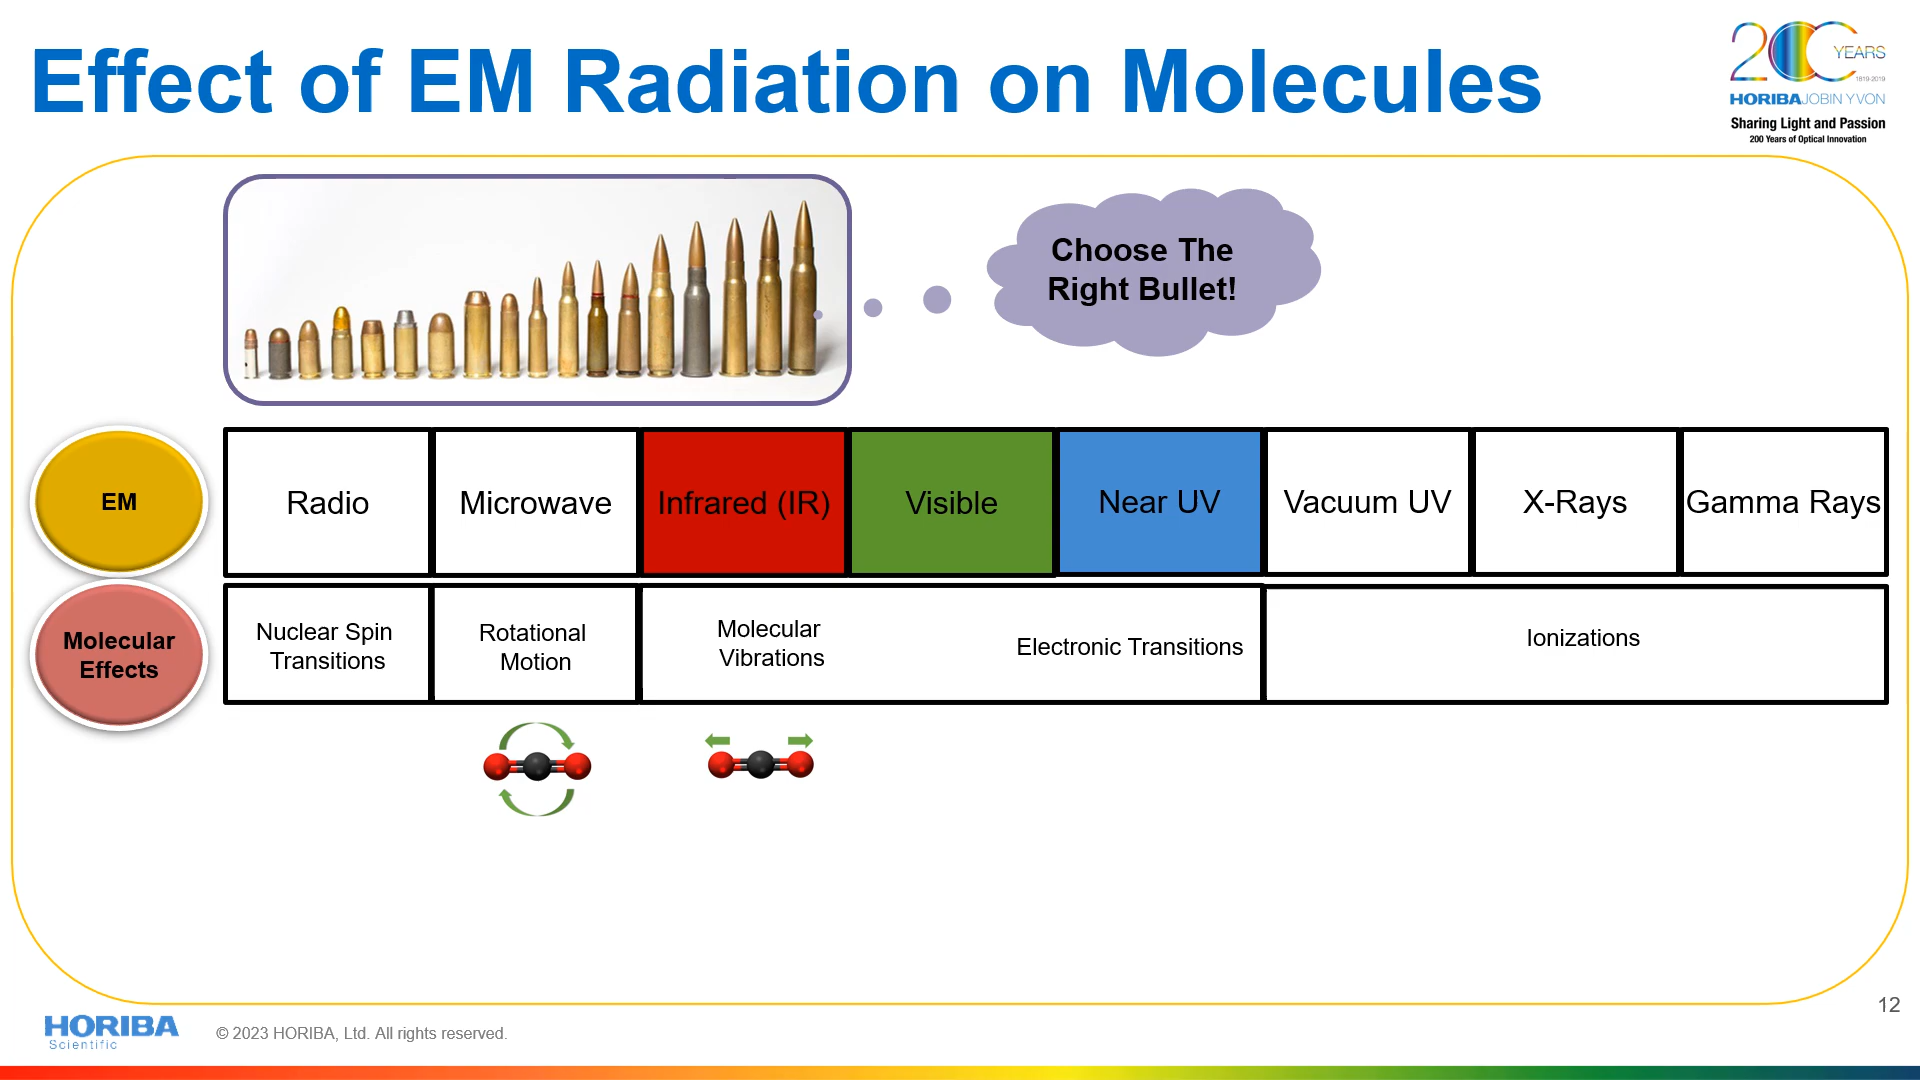 Effect of EM Radiation on Molecules
200 YEARS
1819-2019
HORIBA JOBIN YVON
Sharing Light and Passion
200 Years of Optical Innovation
Choose The
Right Bullet!
EM
Radio
Microwave
Infrared (IR)
Visible
Near UV
Vacuum UV
X-Rays
Gamma Rays
Molecular
Effects
Nuclear Spin
Transitions
Rotational
Motion
Molecular
Vibrations
Electronic Transitions
Ionizations
12
HORIBA
Scientific
© 2023 HORIBA, Ltd. All rights reserved.